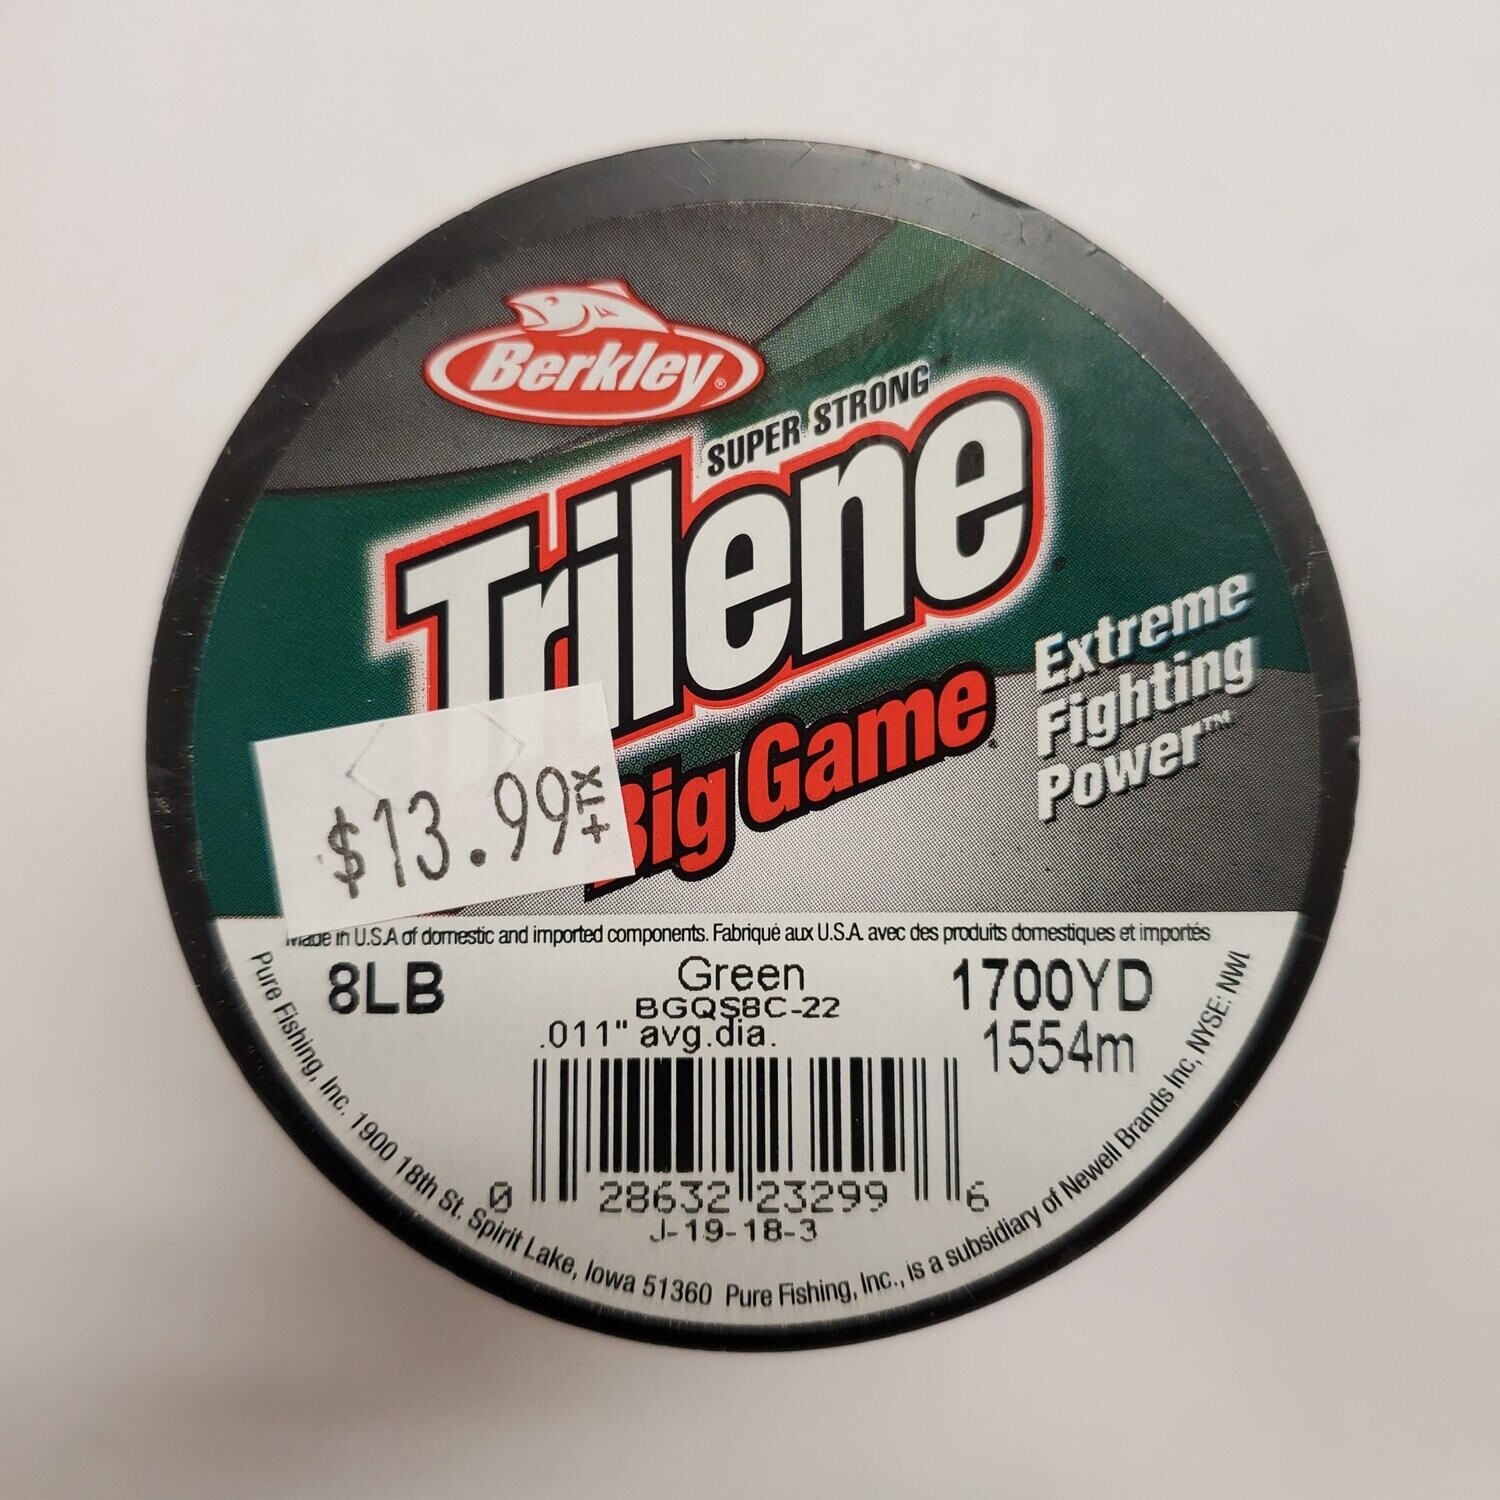 Berkley®
SUPER STRONG
Trilene
Big Game
Extreme
Fighting
Power™
$13.99 +TX
Made in U.S.A of domestic and imported components. Fabriqué aux U.S.A. avec des produits domestiques et importés
8LB
Green
BGQS8C-22
.011" avg.dia.
1700YD
1554m
0 28632 23299 6
J-19-18-3
Pure Fishing, Inc. 1900 18th St. Spirit Lake, Iowa 51360 Pure Fishing, Inc., is a subsidiary of Newell Brands Inc, NYSE: NWL